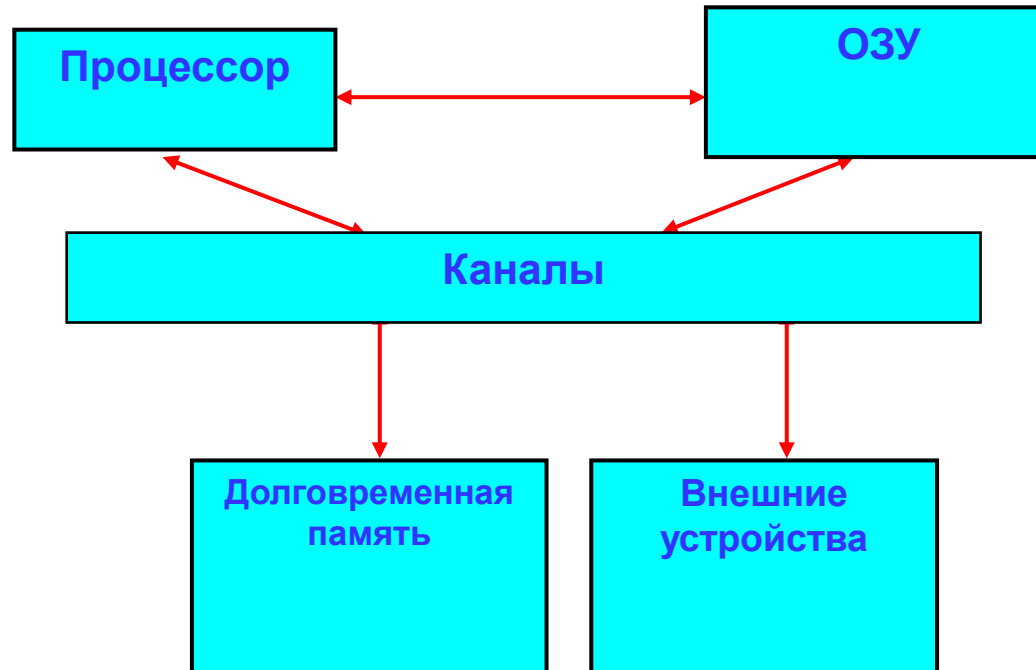 Процессор
ОЗУ
Каналы
Долговременная
память
Внешние
устройства